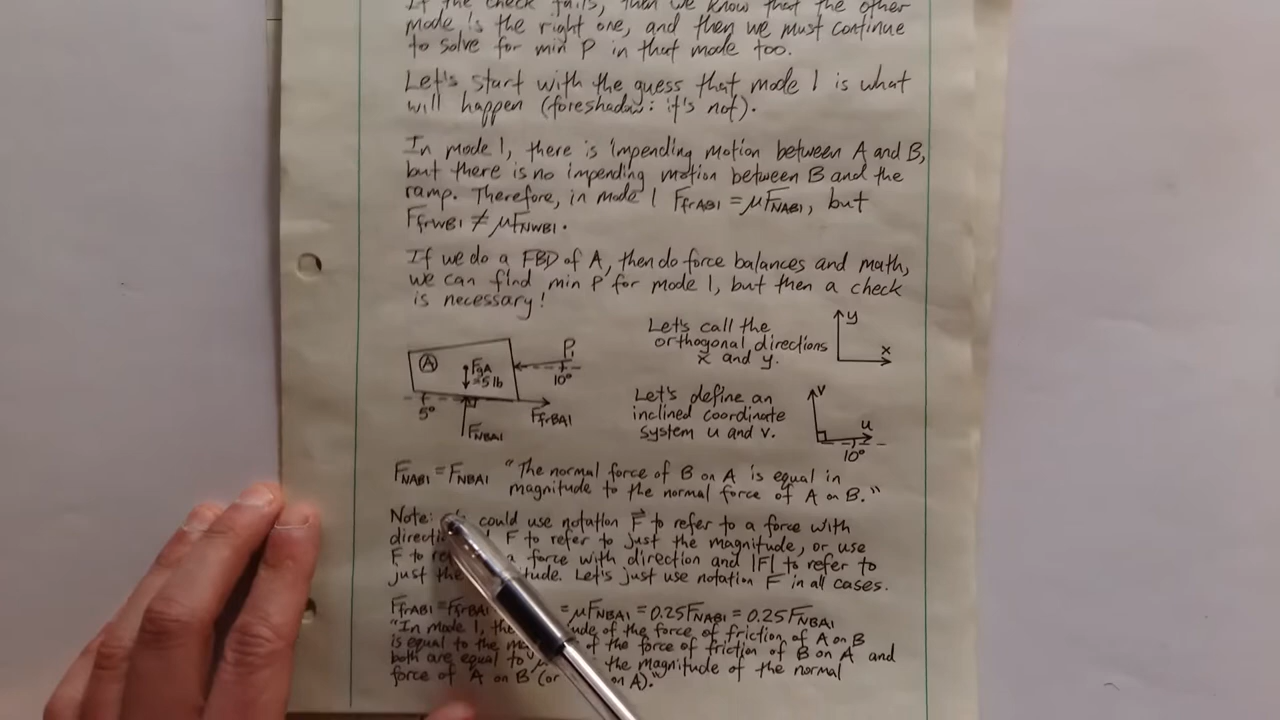 If the check fails, then we know that the other
mode is the right one, and then we must continue
to solve for min P in that mode too.
Let's start with the guess that mode 1 is what
will happen (foreshadow: it's not).
In mode 1, there is impending motion between A and B,
but there is no impending motion between B and the
ramp. Therefore, in mode 1 FfrAB1 = μFNAB1, but
FfrWB1 ≠ μFNWB1.
If we do a FBD of A, then do force balances and math,
we can find min P for mode 1, but then a check
is necessary!
A
FgA
=5 lb
P1
10°
5°
FNBA1
FfrBA1
Let's call the
orthogonal directions
x and y.
y
x
Let's define an
inclined coordinate
system u and v.
v
u
10°
FNAB1 = FNBA1 "The normal force of B on A is equal in
magnitude to the normal force of A on B."
Note: could use notation F⃗ to refer to a force with
F to refer to just the magnitude, or use
F to a force with direction and |F| to refer to
just the Let's just use notation F in all cases.
FfrAB1 = FfrBA1 = μFNBA1 = 0.25FNAB1 = 0.25FNBA1
"In mode 1, the of the force of friction of A on B
is equal to the of the force of friction of B on A and
both are equal to the magnitude of the normal
force of A on B (or on A)."